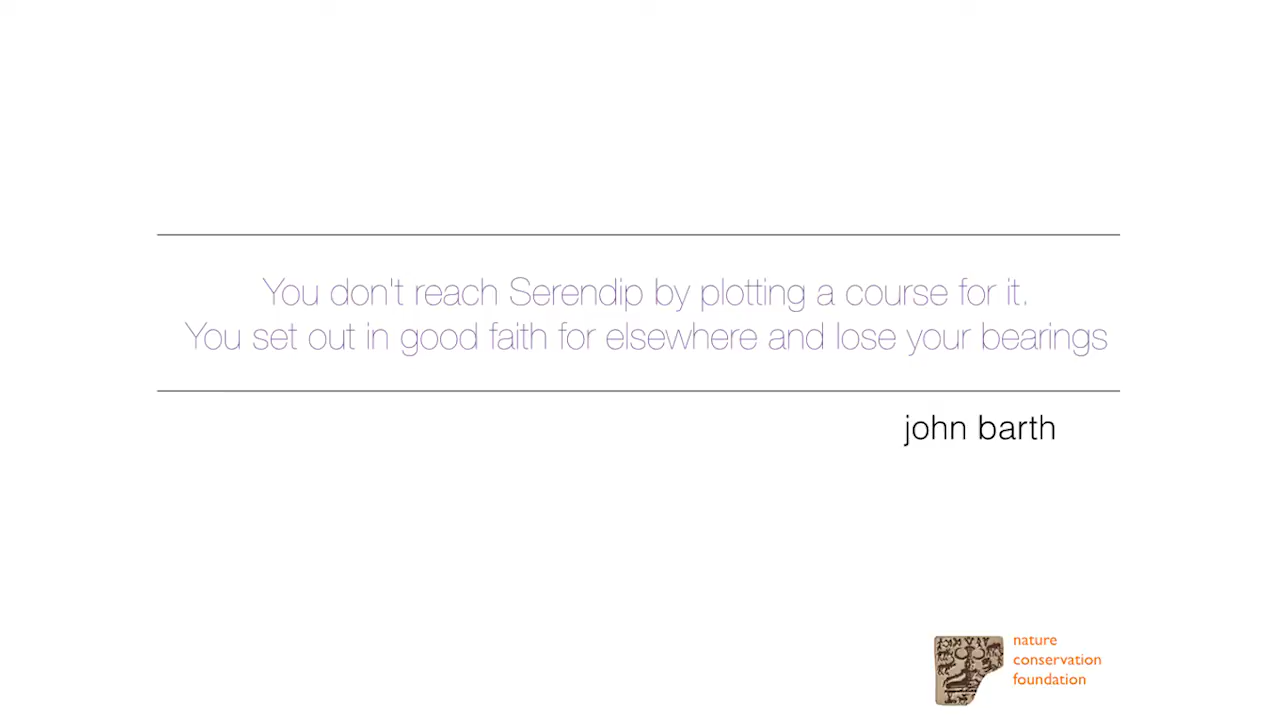 You don't reach Serendip by plotting a course for it.
You set out in good faith for elsewhere and lose your bearings
john barth
nature
conservation
foundation